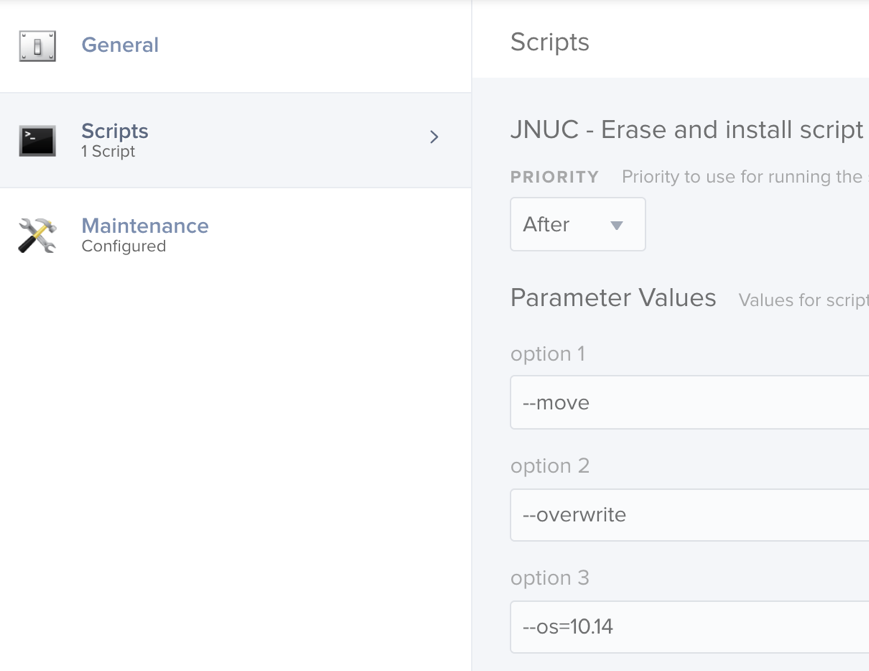 General
Scripts
1 Script
Maintenance
Configured
Scripts
JNUC - Erase and install script
PRIORITY Priority to use for running the
After
Parameter Values Values for script
option 1
--move
option 2
--overwrite
option 3
--os=10.14